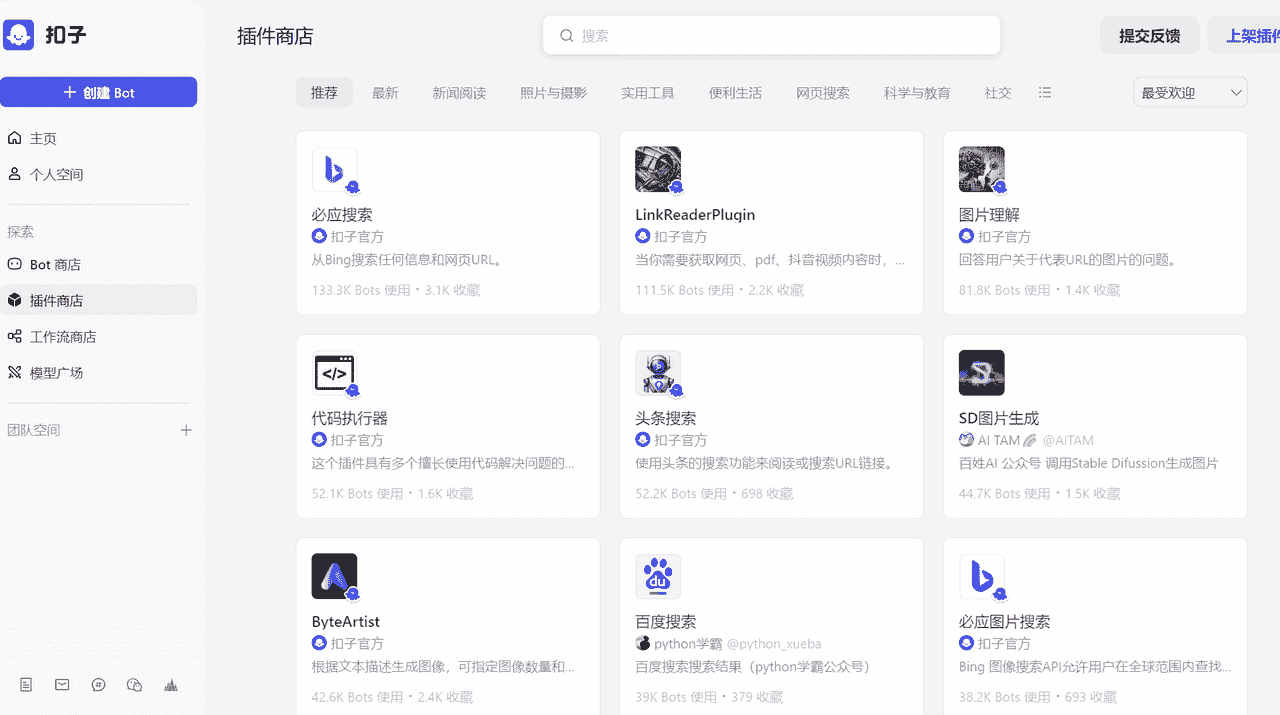 扣子
插件商店
搜索
提交反馈
上架插件
+ 创建 Bot
主页
个人空间
探索
Bot 商店
插件商店
工作流商店
模型广场
团队空间
推荐
最新
新闻阅读
照片与摄影
实用工具
便利生活
网页搜索
科学与教育
社交
最受欢迎
必应搜索
扣子官方
从Bing搜索任何信息和网页URL。
133.3K Bots 使用 · 3.1K 收藏
LinkReaderPlugin
扣子官方
当你需要获取网页、pdf、抖音视频内容时，...
111.5K Bots 使用 · 2.2K 收藏
图片理解
扣子官方
回答用户关于代表URL的图片的问题。
81.8K Bots 使用 · 1.4K 收藏
代码执行器
扣子官方
这个插件具有多个擅长使用代码解决问题的...
52.1K Bots 使用 · 1.6K 收藏
头条搜索
扣子官方
使用头条的搜索功能来阅读或搜索URL链接。
52.2K Bots 使用 · 698 收藏
SD
SD图片生成
AI TAM @AITAM
百姓AI 公众号 调用Stable Difussion生成图片
44.7K Bots 使用 · 1.5K 收藏
ByteArtist
扣子官方
根据文本描述生成图像，可指定图像数量和...
42.6K Bots 使用 · 2.4K 收藏
du
百度搜索
python学霸 @python_xueba
百度搜索搜索结果（python学霸公众号）
39K Bots 使用 · 379 收藏
必应图片搜索
扣子官方
Bing 图像搜索API允许用户在全球范围内查找...
38.2K Bots 使用 · 693 收藏